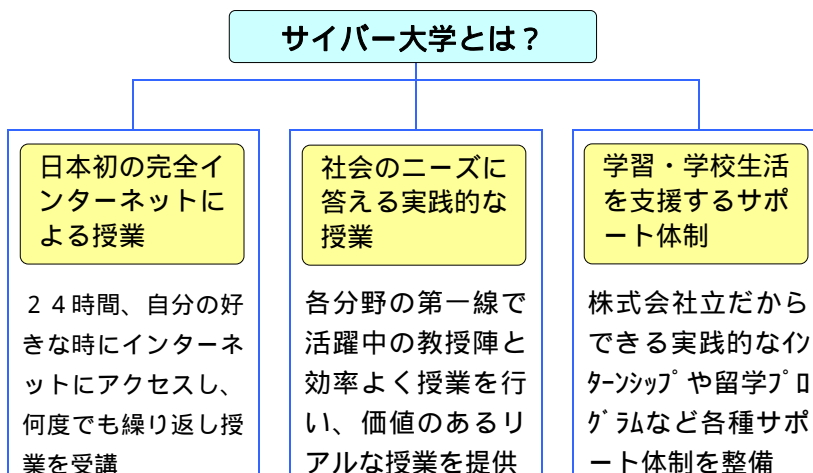 サイバー大学とは？
日本初の完全イ
ンターネットに
よる授業
２４時間、自分の好
きな時にインターネ
ットにアクセスし、
何度でも繰り返し授
業を受講
社会のニーズに
答える実践的な
授業
各分野の第一線で
活躍中の教授陣と
効率よく授業を行
い、価値のあるリ
アルな授業を提供
学習・学校生活
を支援するサポ
ート体制
株式会社立だから
できる実践的なｲﾝ
ﾀｰﾝｼｯﾌﾟや留学ﾌﾟﾛ
ｸﾞﾗﾑなど各種サポ
ート体制を整備